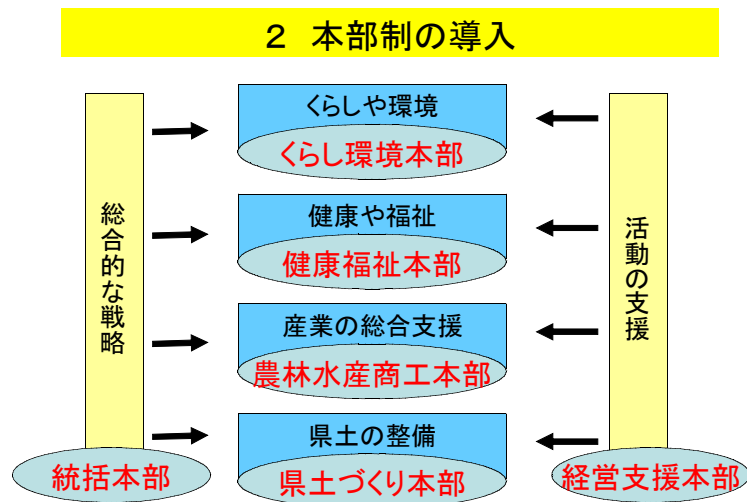 ２ 本部制の導入
総合的な戦略
統括本部
くらしや環境
くらし環境本部
健康や福祉
健康福祉本部
産業の総合支援
農林水産商工本部
県土の整備
県土づくり本部
活動の支援
経営支援本部